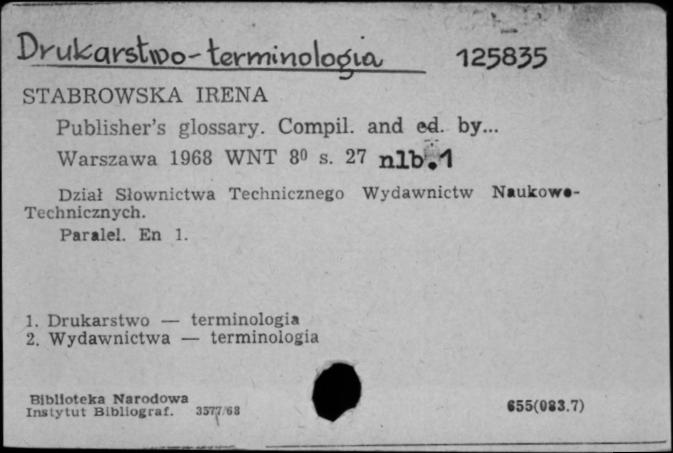 Drukarstwo-terminologia 125835
STABROWSKA IRENA
Publisher's glossary. Compil. and ed. by...
Warszawa 1968 WNT 8⁰ s. 27 nlb.1
Dział Słownictwa Technicznego Wydawnictw Naukowo-
Technicznych.
Paralel. En 1.
1. Drukarstwo — terminologia
2. Wydawnictwa — terminologia
Biblioteka Narodowa
Instytut Bibliograf. 3577/68
655(083.7)